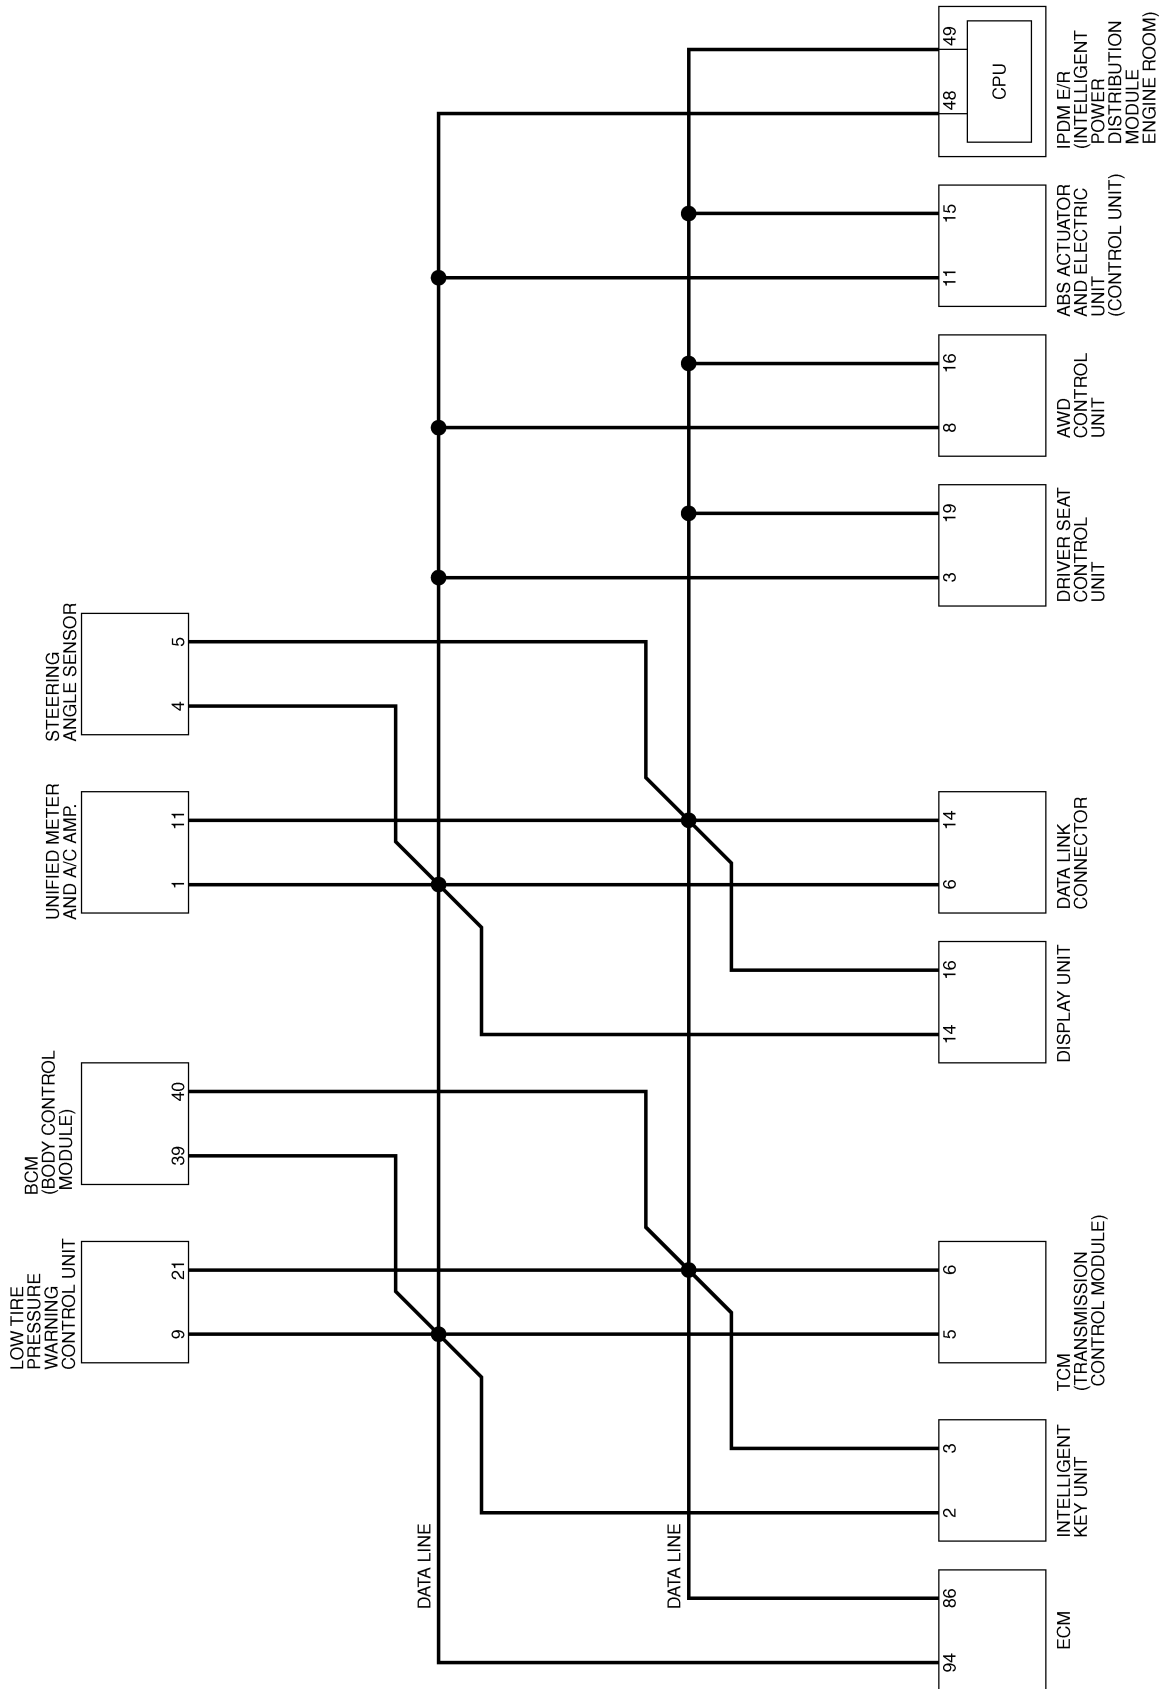 LOW TIRE
PRESSURE
WARNING
CONTROL UNIT
9
21
BCM
(BODY CONTROL
MODULE)
39
40
UNIFIED METER
AND A/C AMP.
1
11
STEERING
ANGLE SENSOR
4
5
DATA LINE
DATA LINE
94
86
ECM
2
3
INTELLIGENT
KEY UNIT
5
6
TCM
(TRANSMISSION
CONTROL MODULE)
14
16
DISPLAY UNIT
6
14
DATA LINK
CONNECTOR
3
19
DRIVER SEAT
CONTROL
UNIT
8
16
AWD
CONTROL
UNIT
11
15
ABS ACTUATOR
AND ELECTRIC
UNIT
(CONTROL UNIT)
48
49
CPU
IPDM E/R
(INTELLIGENT
POWER
DISTRIBUTION
MODULE
ENGINE ROOM)